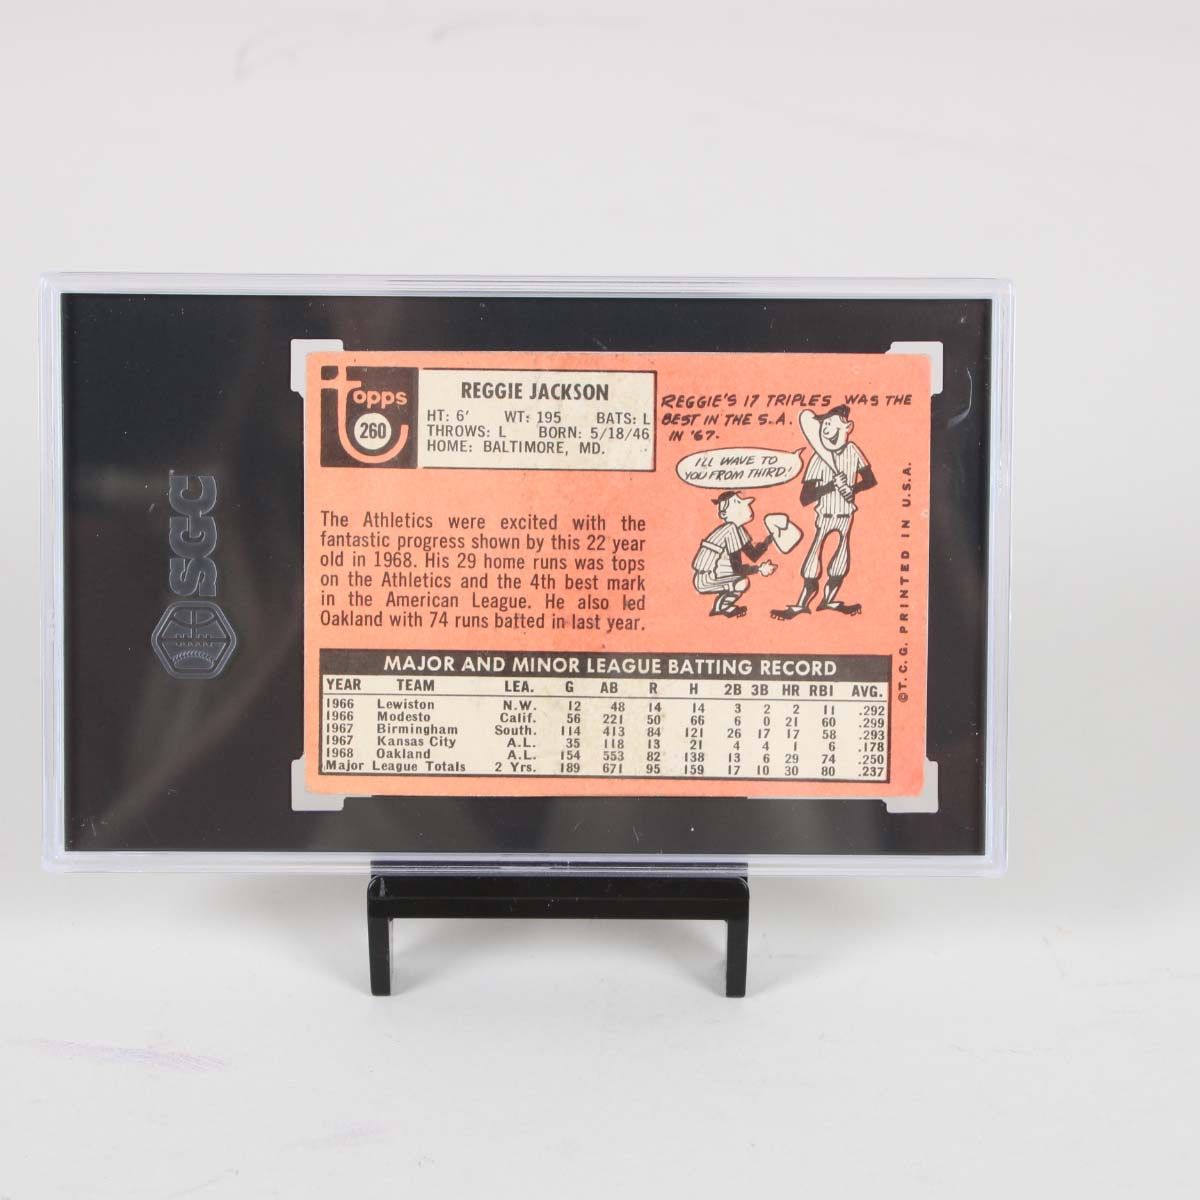 SGC
topps
260
REGGIE JACKSON
HT: 6' WT: 195 BATS: L
THROWS: L BORN: 5/18/46
HOME: BALTIMORE, MD.
REGGIE'S 17 TRIPLES WAS THE
BEST IN THE S.A.
IN '67.
I'LL WAVE TO
YOU FROM THIRD!
The Athletics were excited with the
fantastic progress shown by this 22 year
old in 1968. His 29 home runs was tops
on the Athletics and the 4th best mark
in the American League. He also led
Oakland with 74 runs batted in last year.
©T.C.G. PRINTED IN U.S.A.
MAJOR AND MINOR LEAGUE BATTING RECORD
YEAR TEAM LEA. G AB R H 2B 3B HR RBI AVG.
1966 Lewiston N.W. 12 48 14 14 3 2 2 11 .292
1966 Modesto Calif. 56 221 50 66 6 0 21 60 .299
1967 Birmingham South. 114 413 84 121 26 17 17 58 .293
1967 Kansas City A.L. 35 118 13 21 4 4 1 6 .178
1968 Oakland A.L. 154 553 82 138 13 6 29 74 .250
Major League Totals 2 Yrs. 189 671 95 159 17 10 30 80 .237